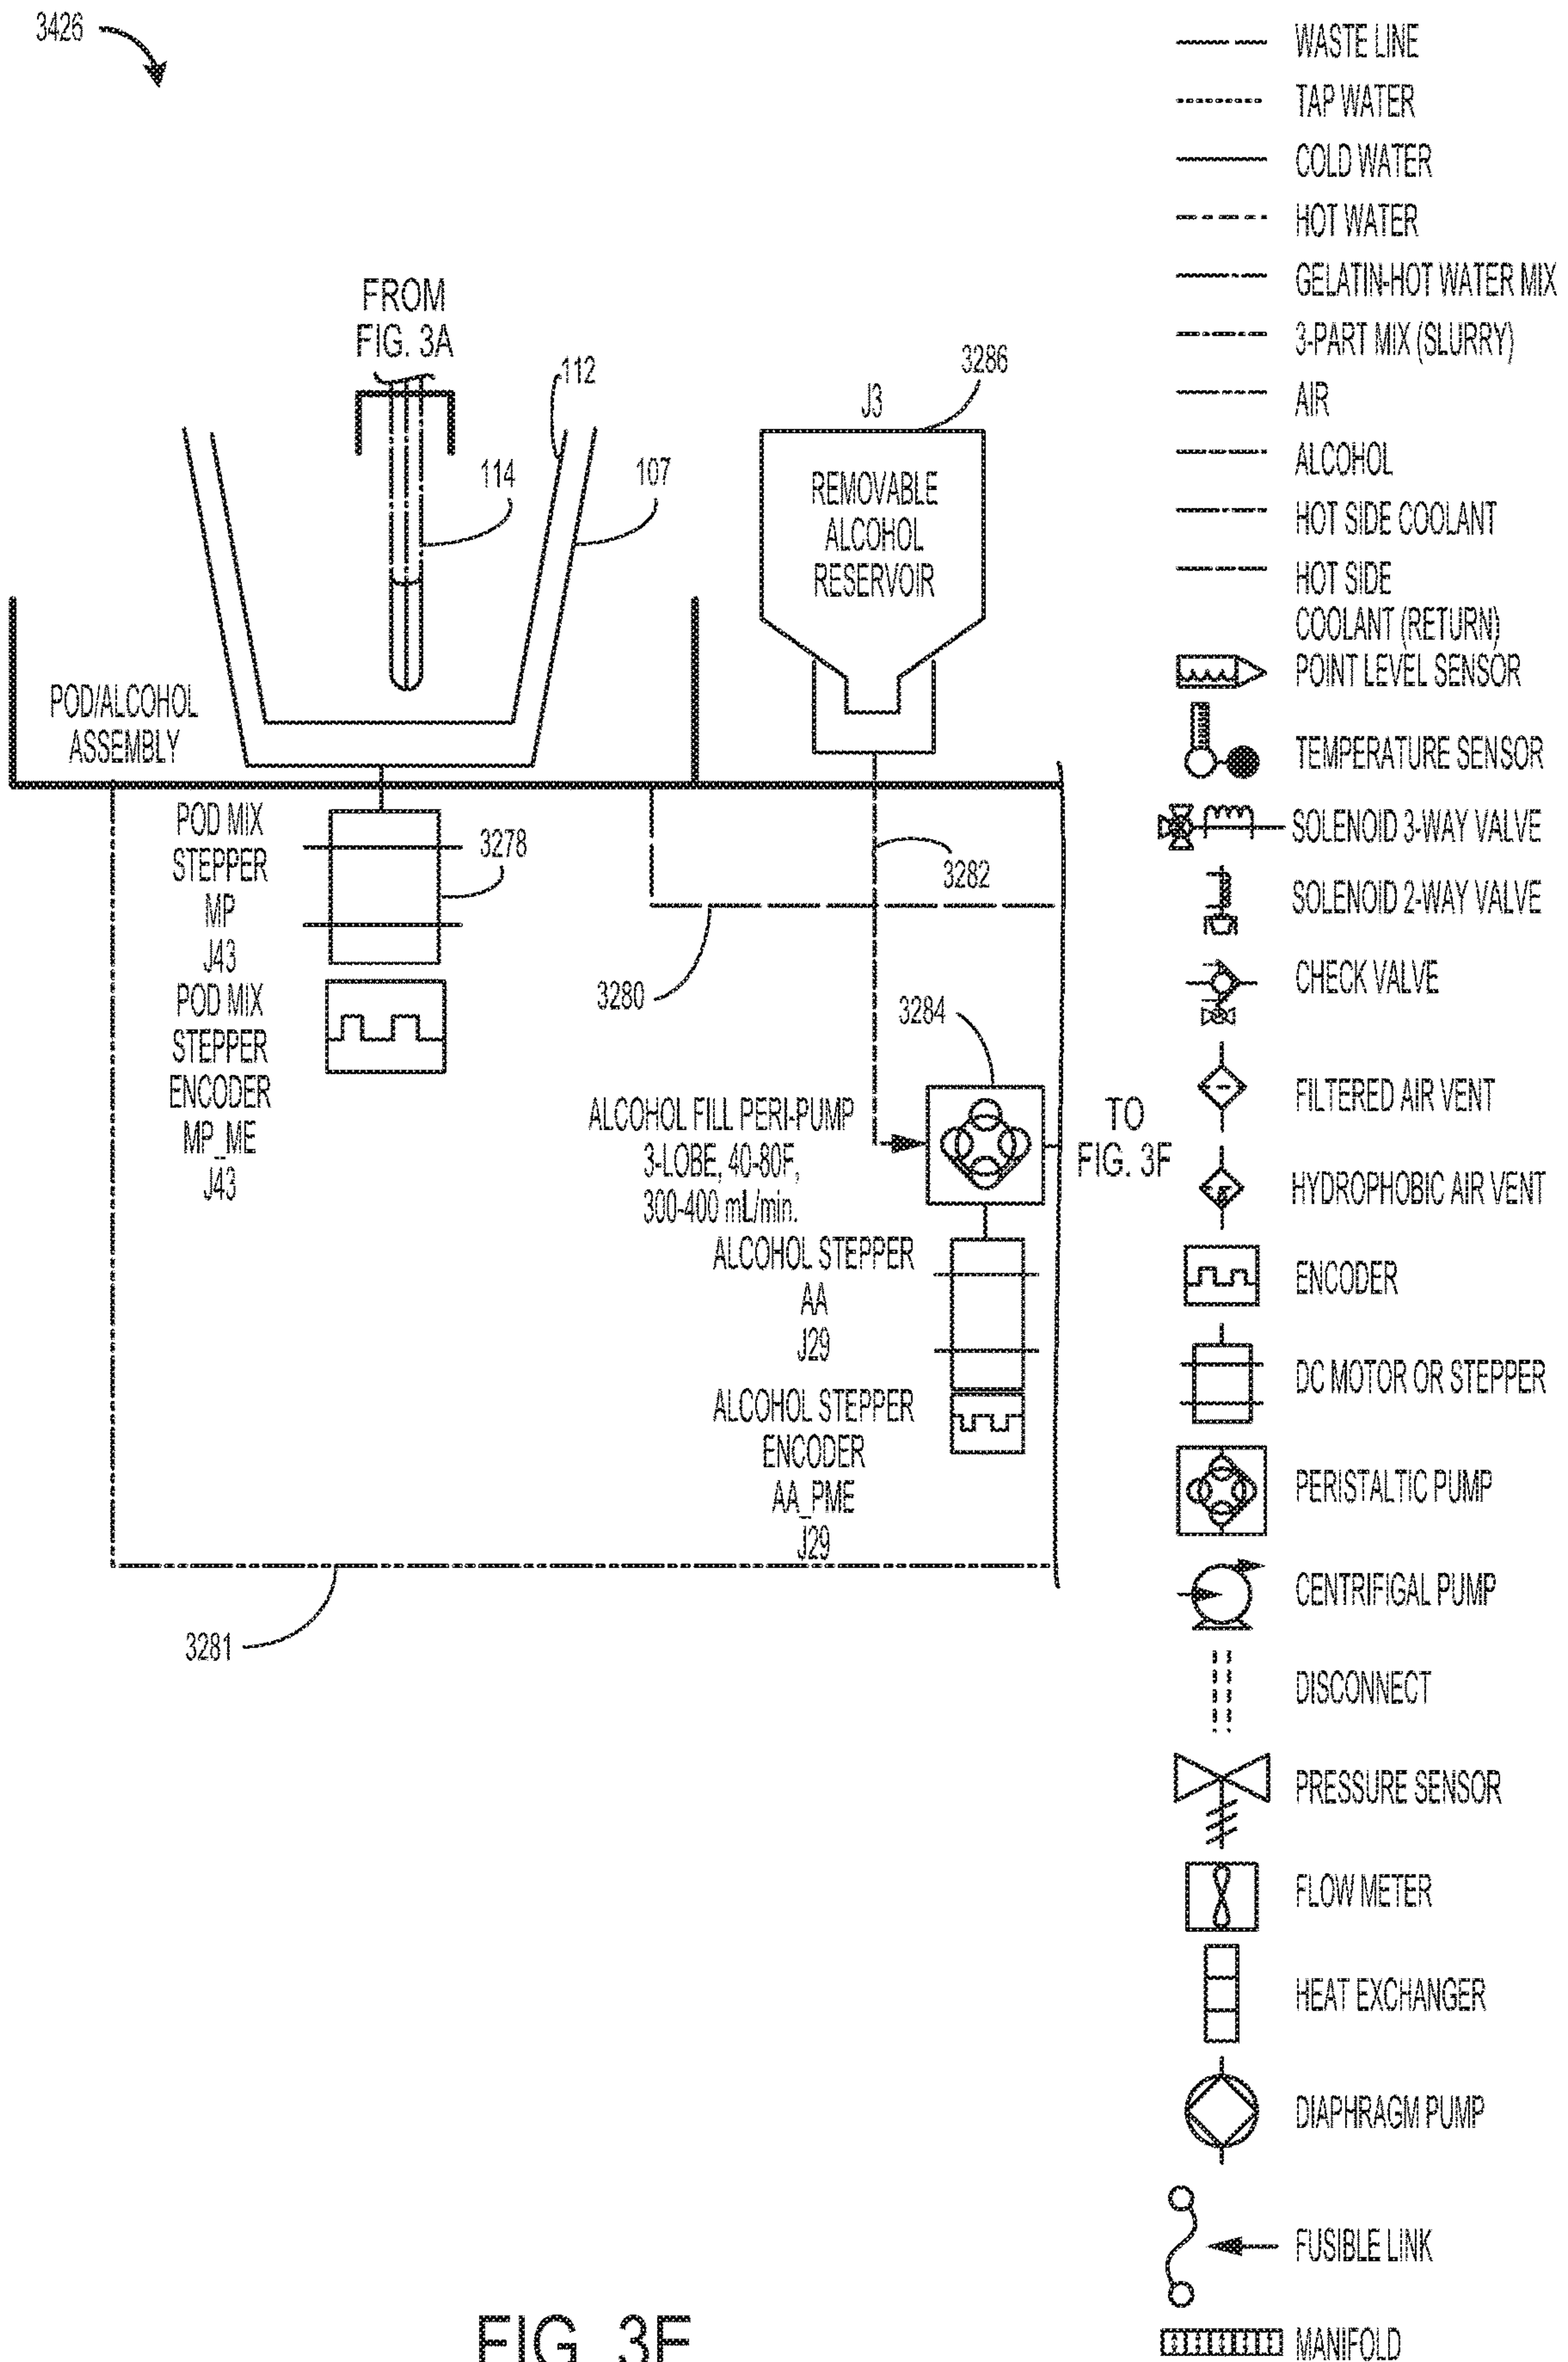 3426
FROM
FIG. 3A
112
114
107
J3
3286
REMOVABLE
ALCOHOL
RESERVOIR
POD/ALCOHOL
ASSEMBLY
POD MIX
STEPPER
MP
J43
3278
POD MIX
STEPPER
ENCODER
MP_ME
J43
3282
3280
3284
ALCOHOL FILL PERI-PUMP
3-LOBE, 40-80F,
300-400 mL/min.
TO
FIG. 3F
ALCOHOL STEPPER
AA
J29
ALCOHOL STEPPER
ENCODER
AA_PME
J29
3281
WASTE LINE
TAP WATER
COLD WATER
HOT WATER
GELATIN-HOT WATER MIX
3-PART MIX (SLURRY)
AIR
ALCOHOL
HOT SIDE COOLANT
HOT SIDE
COOLANT (RETURN)
POINT LEVEL SENSOR
TEMPERATURE SENSOR
SOLENOID 3-WAY VALVE
SOLENOID 2-WAY VALVE
CHECK VALVE
FILTERED AIR VENT
HYDROPHOBIC AIR VENT
ENCODER
DC MOTOR OR STEPPER
PERISTALTIC PUMP
CENTRIFIGAL PUMP
DISCONNECT
PRESSURE SENSOR
FLOW METER
HEAT EXCHANGER
DIAPHRAGM PUMP
FUSIBLE LINK
MANIFOLD
FIG. 3E